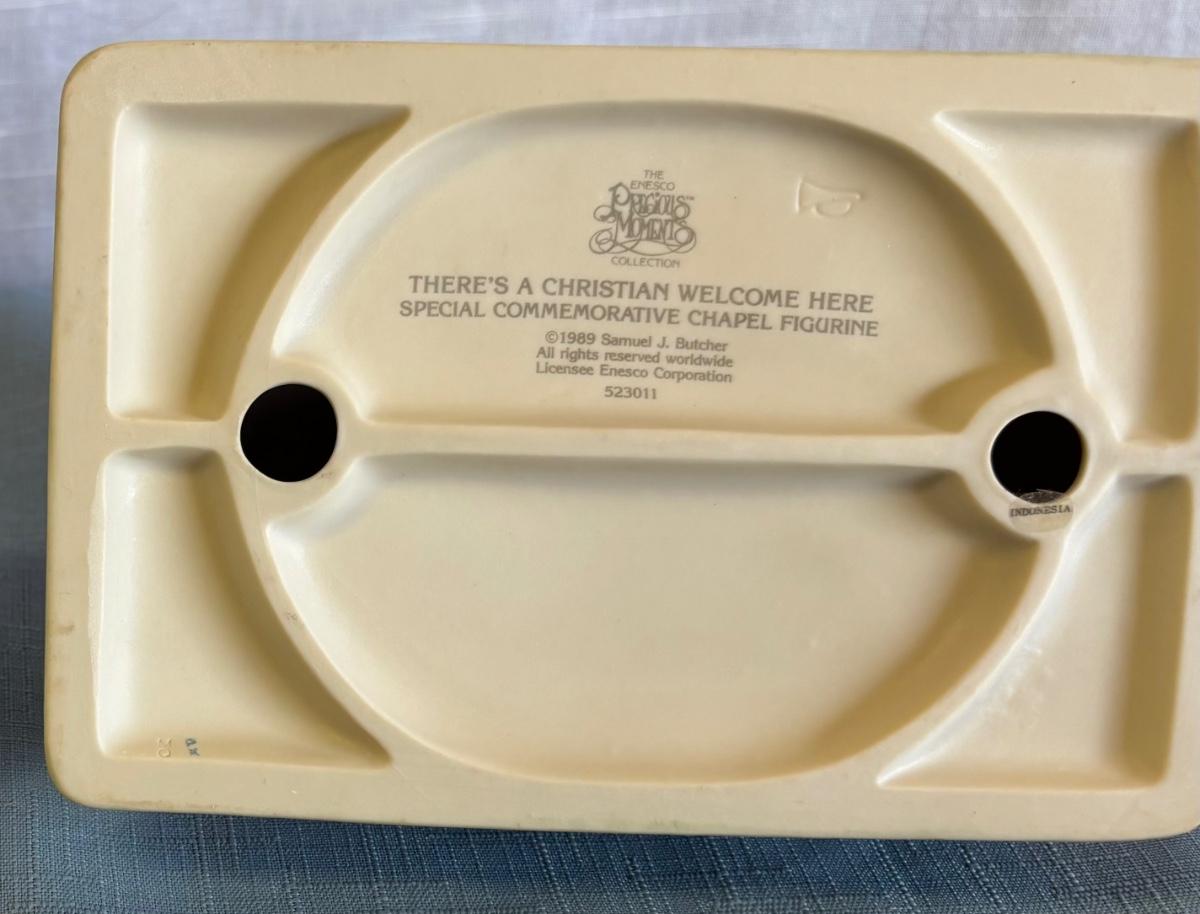 THE
ENESCO
PRECIOUS™
MOMENTS
COLLECTION
THERE'S A CHRISTIAN WELCOME HERE
SPECIAL COMMEMORATIVE CHAPEL FIGURINE
©1989 Samuel J. Butcher
All rights reserved worldwide
Licensee Enesco Corporation
523011
INDONESIA